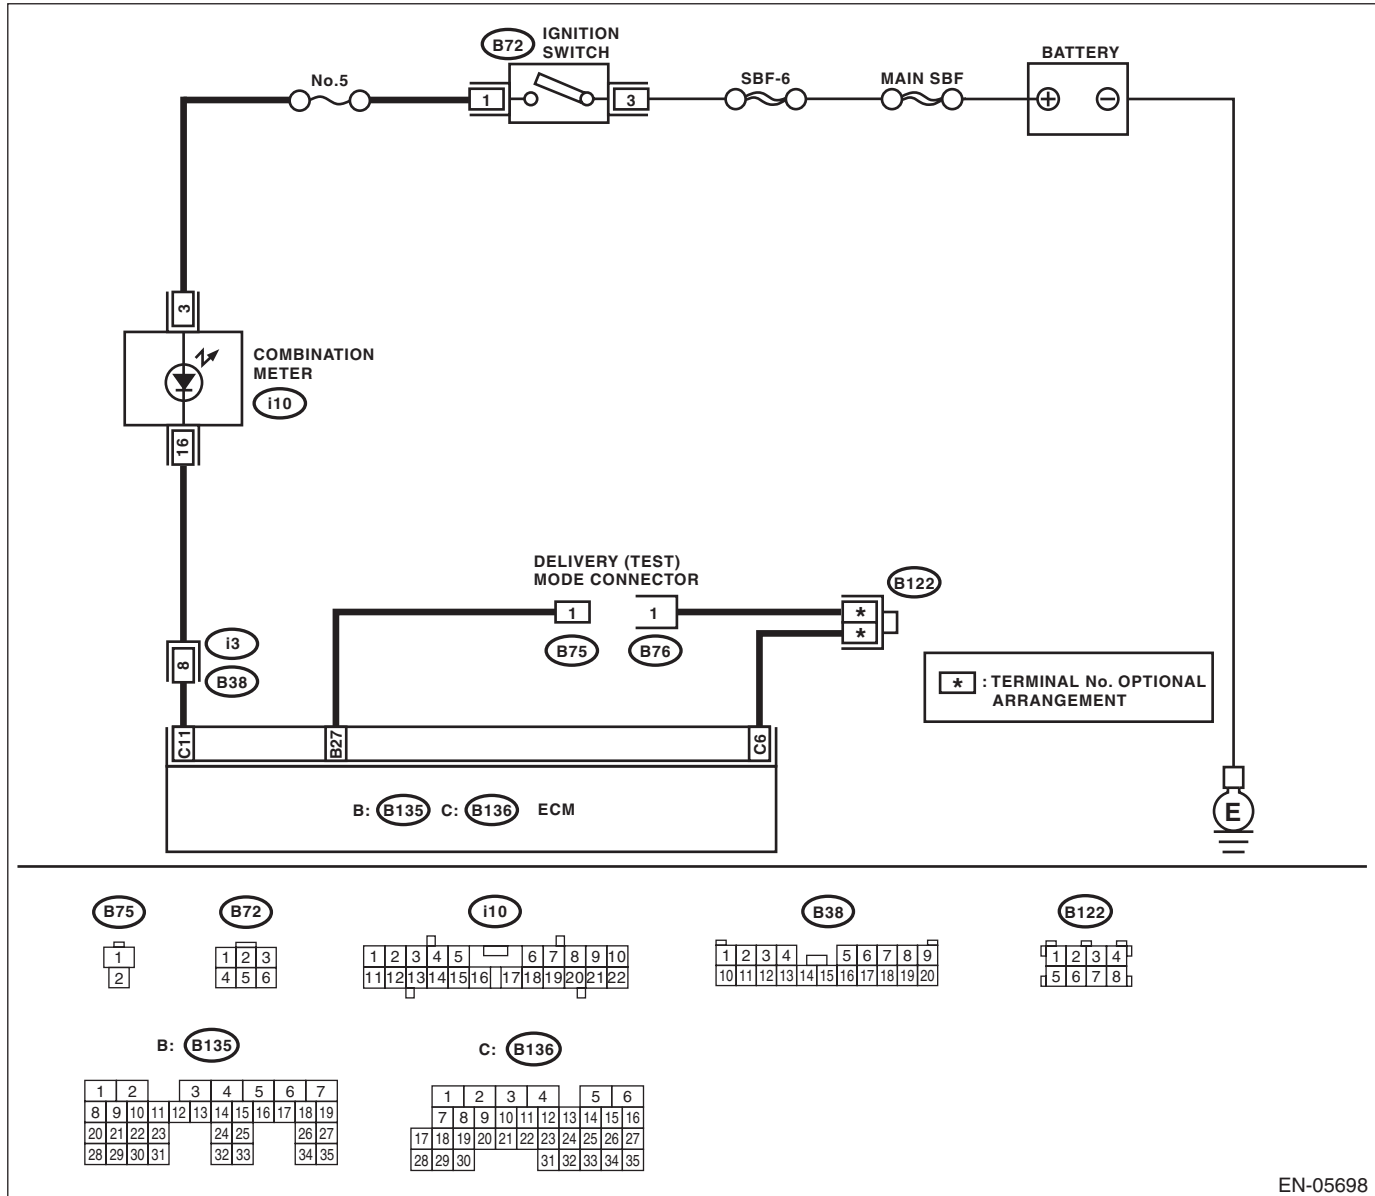 B72 IGNITION
SWITCH
No.5
1
3
SBF-6
MAIN SBF
BATTERY
3
COMBINATION
METER
i10
16
DELIVERY (TEST)
MODE CONNECTOR
B122
1 1 *
*
B75 B76
i3
8
B38
* : TERMINAL No. OPTIONAL
ARRANGEMENT
C11 B27 C6
B: B135 C: B136 ECM
E
B75 B72 i10 B38 B122
1
2
1 2 3
4 5 6
1 2 3 4 5 6 7 8 9 10
11 12 13 14 15 16 17 18 19 20 21 22
1 2 3 4 5 6 7 8 9
10 11 12 13 14 15 16 17 18 19 20
1 2 3 4
5 6 7 8
B: B135
1 2 3 4 5 6 7
8 9 10 11 12 13 14 15 16 17 18 19
20 21 22 23 24 25 26 27
28 29 30 31 32 33 34 35
C: B136
1 2 3 4 5 6
7 8 9 10 11 12 13 14 15 16
17 18 19 20 21 22 23 24 25 26 27
28 29 30 31 32 33 34 35
EN-05698